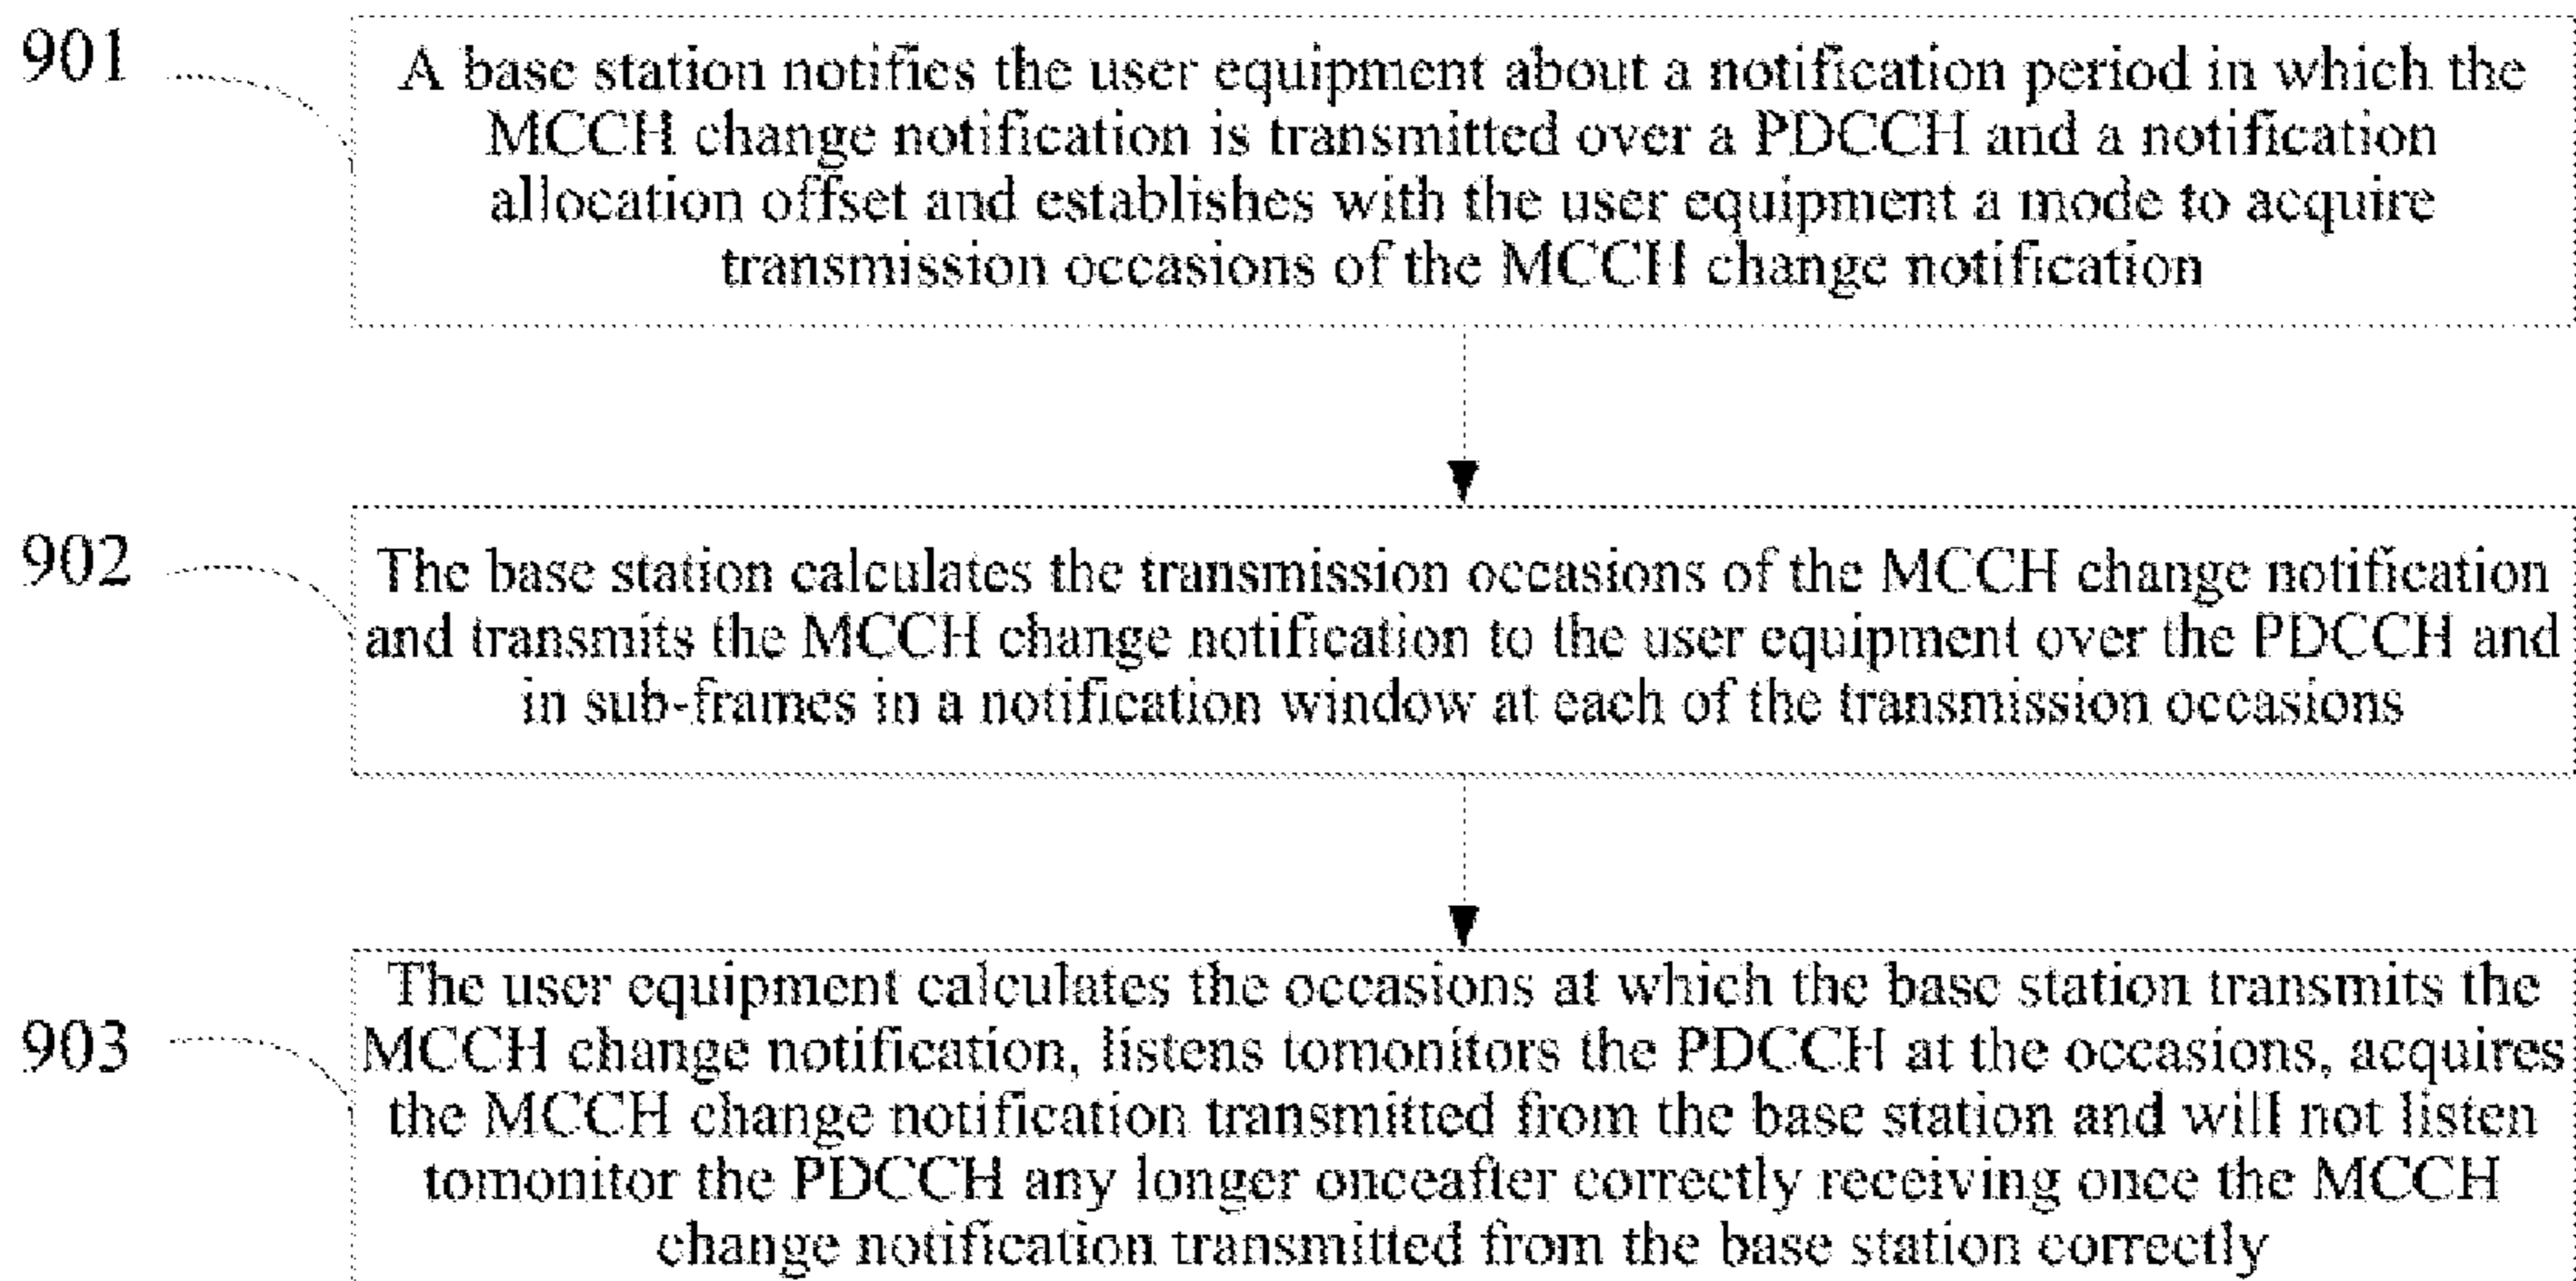 901
A base station notifies the user equipment about a notification period in which the
MCCH change notification is transmitted over a PDCCH and a notification
allocation offset and establishes with the user equipment a mode to acquire
transmission occasions of the MCCH change notification
902
The base station calculates the transmission occasions of the MCCH change notification
and transmits the MCCH change notification to the user equipment over the PDCCH and
in sub-frames in a notification window at each of the transmission occasions
903
The user equipment calculates the occasions at which the base station transmits the
MCCH change notification, listens tomonitors the PDCCH at the occasions, acquires
the MCCH change notification transmitted from the base station and will not listen
tomonitor the PDCCH any longer onceafter correctly receiving once the MCCH
change notification transmitted from the base station correctly